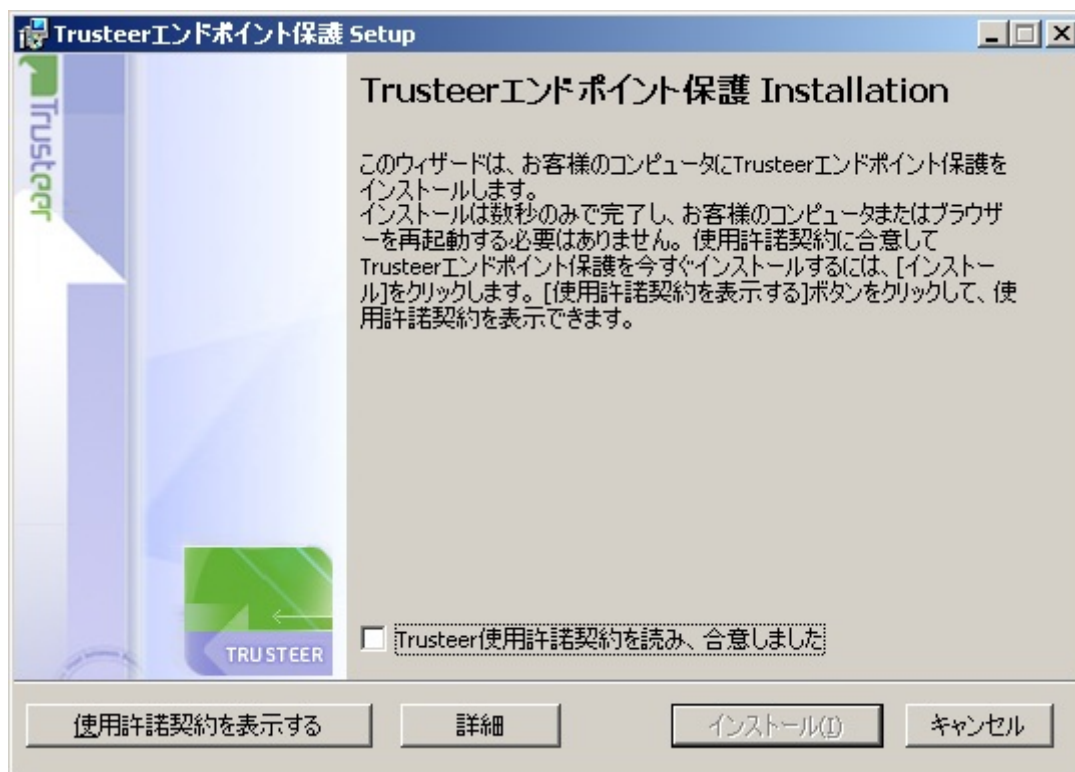 Trusteerエンドポイント保護 Setup
Trusteer
Trusteerエンドポイント保護 Installation
このウィザードは、お客様のコンピュータにTrusteerエンドポイント保護を
インストールします。
インストールは数秒のみで完了し、お客様のコンピュータまたはブラウザ
ーを再起動する必要はありません。使用許諾契約に合意して
Trusteerエンドポイント保護を今すぐインストールするには、[インストー
ル]をクリックします。[使用許諾契約を表示する]ボタンをクリックして、使
用許諾契約を表示できます。
TRUSTEER
Trusteer使用許諾契約を読み、合意しました
使用許諾契約を表示する
詳細
インストール(I)
キャンセル